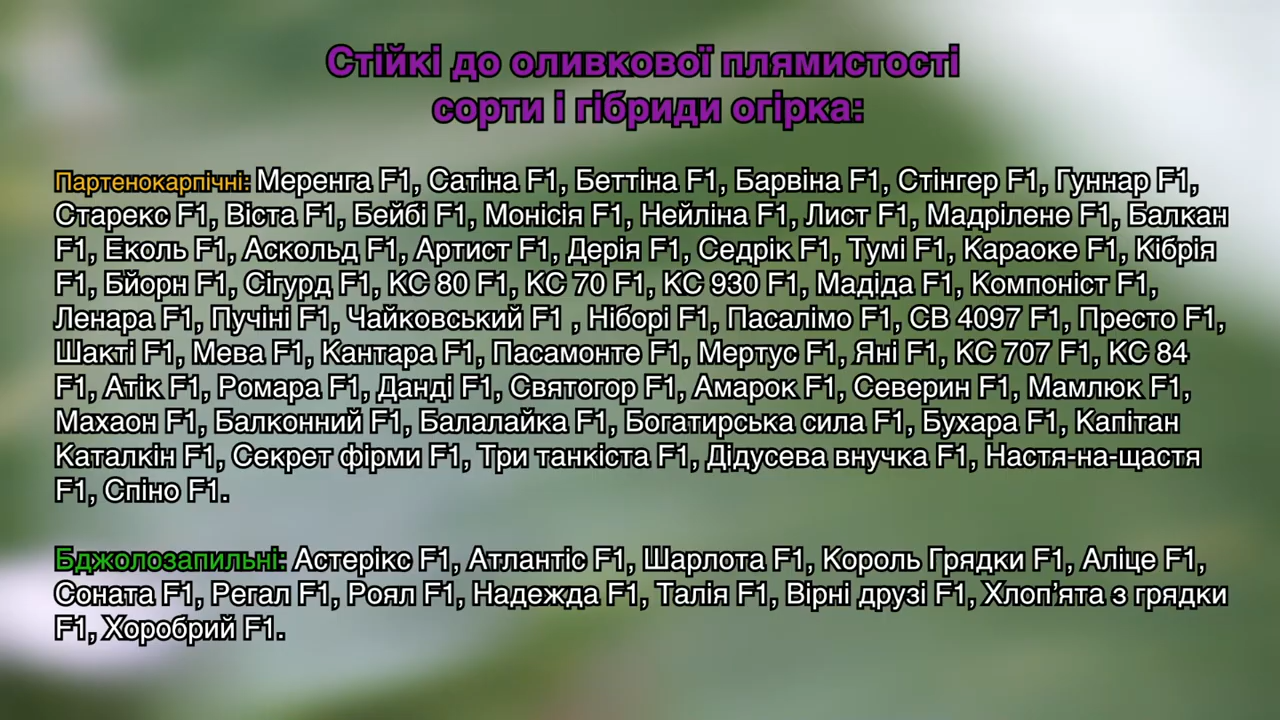 Стійкі до оливкової плямистості
сорти і гібриди огірка:
Партенокарпічні: Меренга F1, Сатіна F1, Беттіна F1, Барвіна F1, Стінгер F1, Гуннар F1,
Старекс F1, Віста F1, Бейбі F1, Монісія F1, Нейліна F1, Лист F1, Мадрілене F1, Балкан
F1, Еколь F1, Аскольд F1, Артист F1, Дерія F1, Седрік F1, Тумі F1, Караоке F1, Кібрія
F1, Бйорн F1, Сігурд F1, КС 80 F1, КС 70 F1, КС 930 F1, Мадіда F1, Компоніст F1,
Ленара F1, Пучіні F1, Чайковський F1 , Ніборі F1, Пасалімо F1, СВ 4097 F1, Престо F1,
Шакті F1, Мева F1, Кантара F1, Пасамонте F1, Мертус F1, Яні F1, КС 707 F1, КС 84
F1, Атік F1, Ромара F1, Данді F1, Святогор F1, Амарок F1, Северин F1, Мамлюк F1,
Махаон F1, Балконний F1, Балалайка F1, Богатирська сила F1, Бухара F1, Капітан
Каталкін F1, Секрет фірми F1, Три танкіста F1, Дідусева внучка F1, Настя-на-щастя
F1, Спіно F1.
Бджолозапильні: Астерікс F1, Атлантіс F1, Шарлота F1, Король Грядки F1, Аліце F1,
Соната F1, Регал F1, Роял F1, Надежда F1, Талія F1, Вірні друзі F1, Хлоп’ята з грядки
F1, Хоробрий F1.